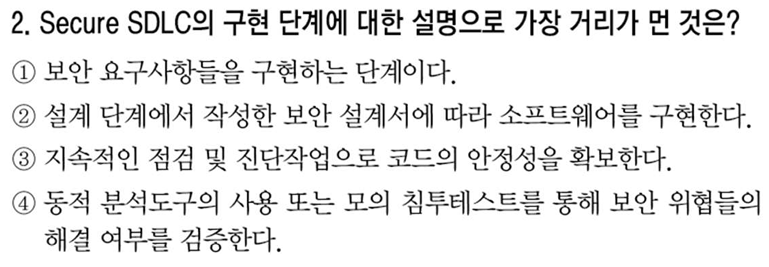 2. Secure SDLC의 구현 단계에 대한 설명으로 가장 거리가 먼 것은?
① 보안 요구사항들을 구현하는 단계이다.
② 설계 단계에서 작성한 보안 설계서에 따라 소프트웨어를 구현한다.
③ 지속적인 점검 및 진단작업으로 코드의 안정성을 확보한다.
④ 동적 분석도구의 사용 또는 모의 침투테스트를 통해 보안 위협들의
해결 여부를 검증한다.